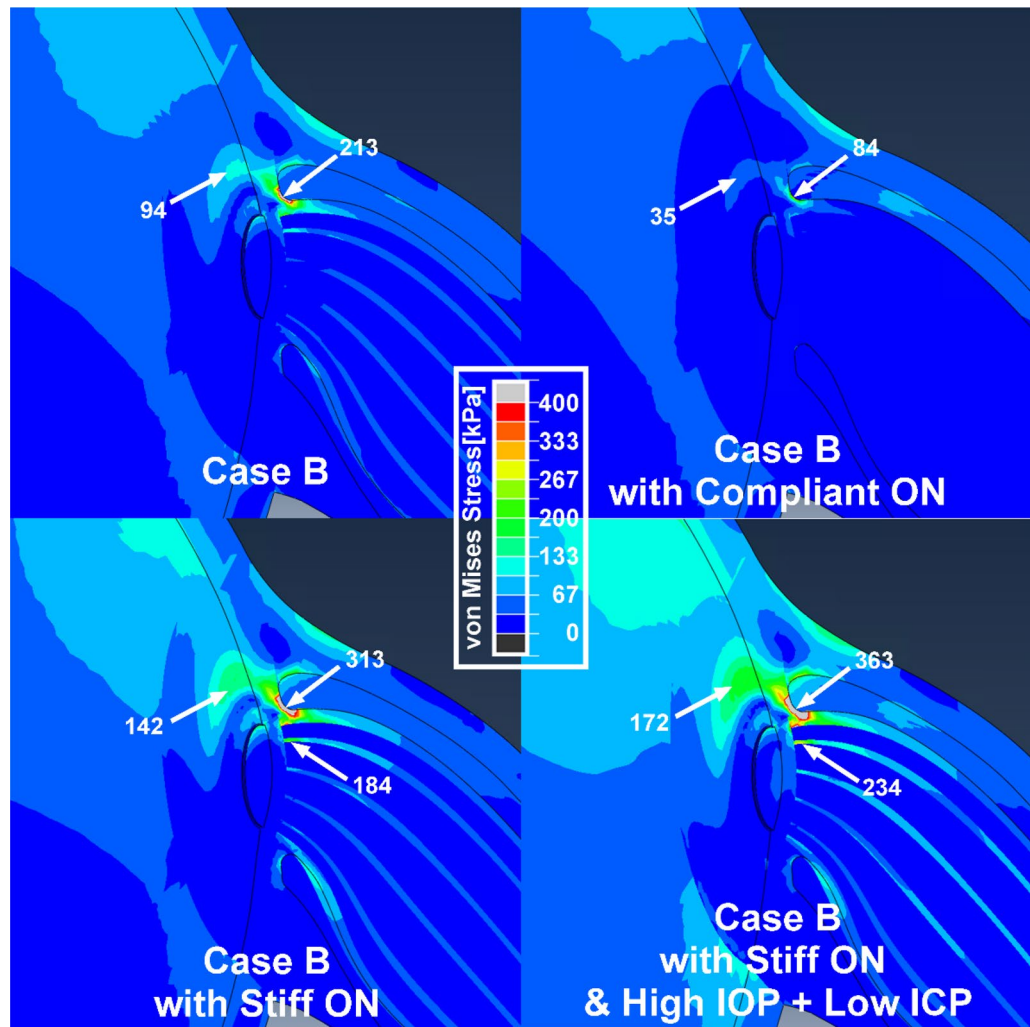 213
94
Case B
84
35
Case B
with Compliant ON
von Mises Stress[kPa]
400
333
267
200
133
67
0
313
142
184
Case B
with Stiff ON
363
172
234
Case B
with Stiff ON
& High IOP + Low ICP